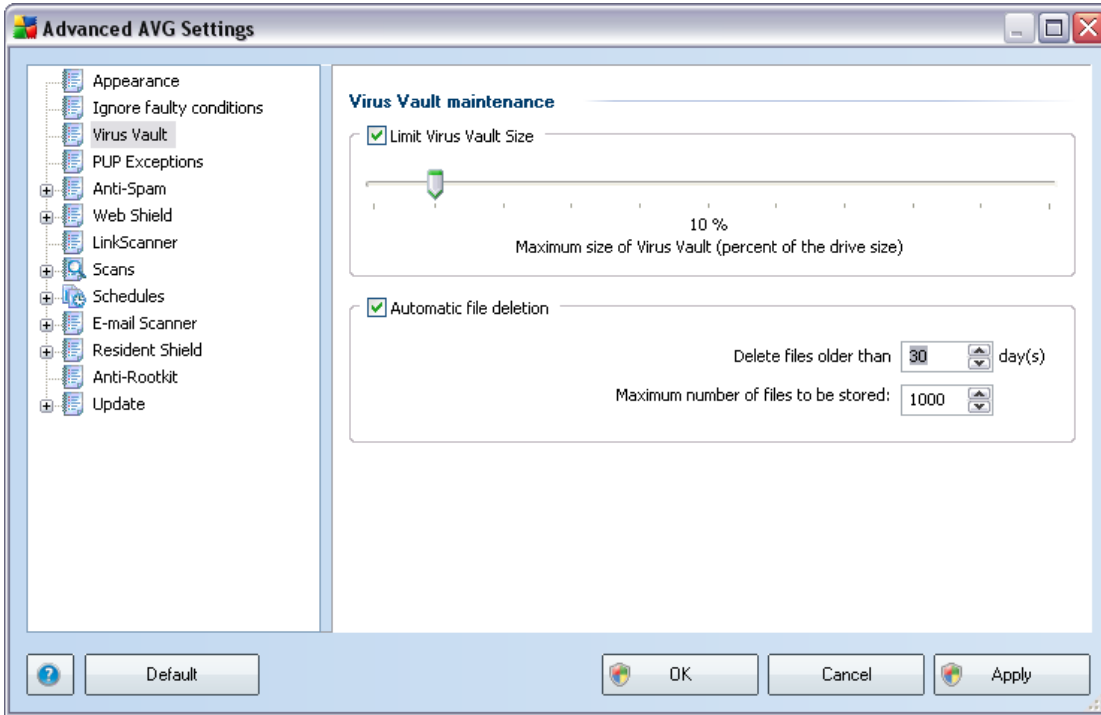 Advanced AVG Settings
Appearance
Ignore faulty conditions
Virus Vault
PUP Exceptions
Anti-Spam
Web Shield
LinkScanner
Scans
Schedules
E-mail Scanner
Resident Shield
Anti-Rootkit
Update
Virus Vault maintenance
Limit Virus Vault Size
10 %
Maximum size of Virus Vault (percent of the drive size)
Automatic file deletion
Delete files older than 30 day(s)
Maximum number of files to be stored: 1000
? Default OK Cancel Apply